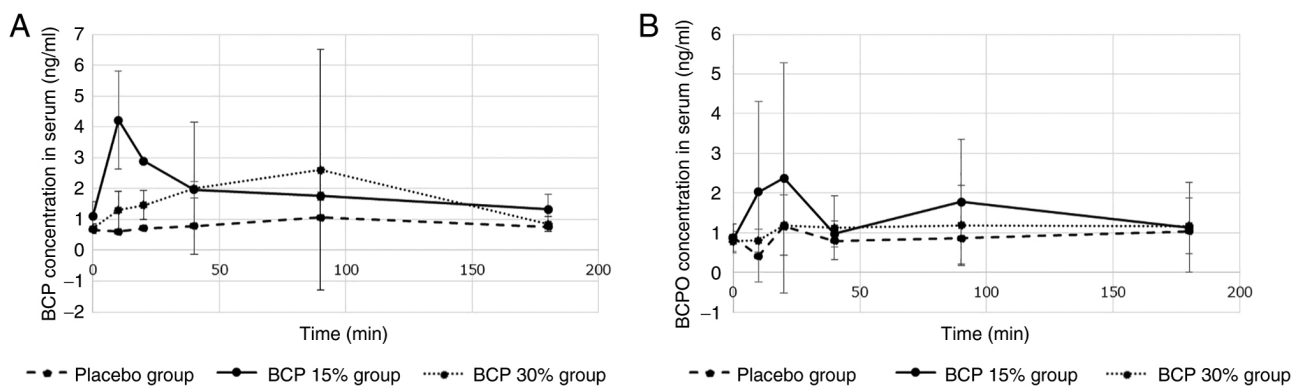 A
BCP concentration in serum (ng/ml)
7
6
5
4
3
2
1
0
−1
−2
0 50 100 150 200
Time (min)
Placebo group BCP 15% group BCP 30% group
B
BCPO concentration in serum (ng/ml)
6
5
4
3
2
1
0
−1
0 50 100 150 200
Time (min)
Placebo group BCP 15% group BCP 30% group